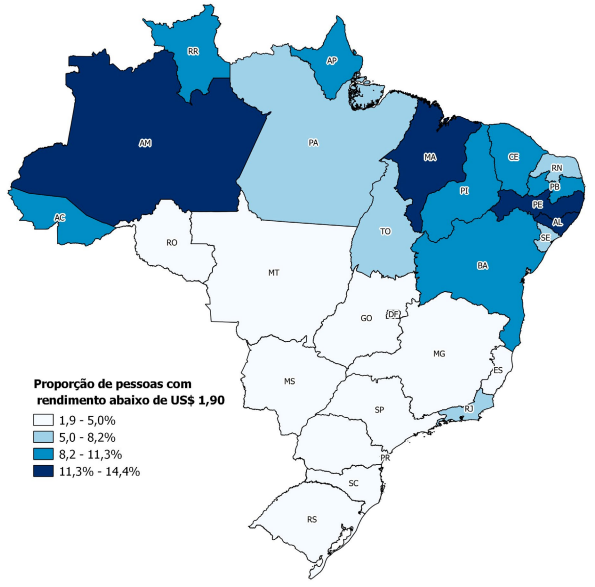 RR
AP
AM
PA
MA
CE
RN
PB
PI
PE
AL
AC
TO
SE
RO
BA
MT
DF
GO
MG
ES
MS
SP
RJ
PR
SC
RS
Proporção de pessoas com
rendimento abaixo de US$ 1,90
1,9 - 5,0%
5,0 - 8,2%
8,2 - 11,3%
11,3% - 14,4%